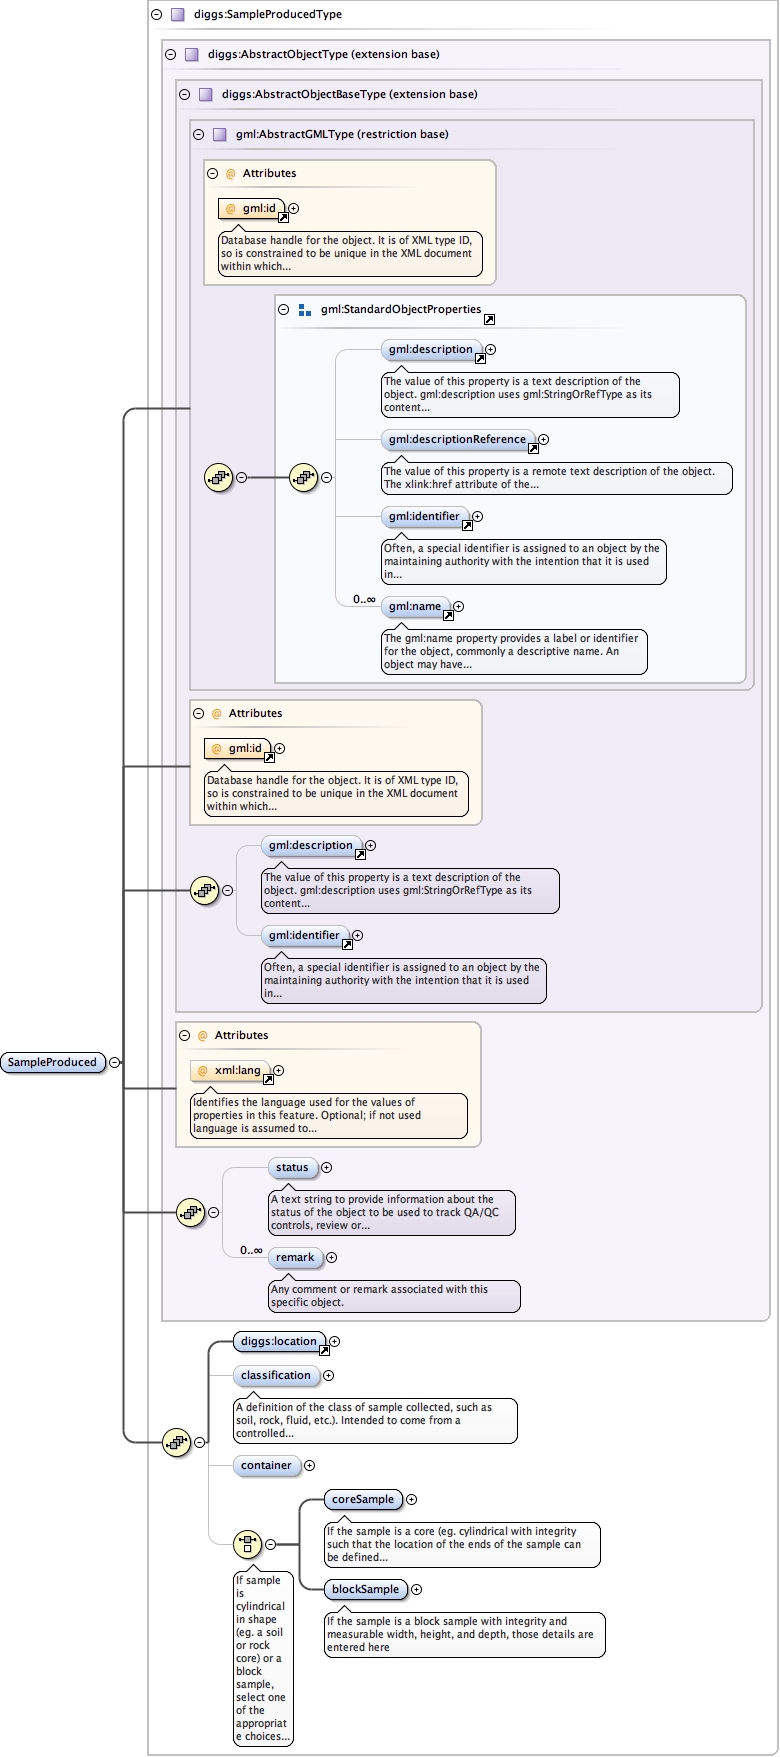 diggs:SampleProducedType
diggs:AbstractObjectType (extension base)
diggs:AbstractObjectBaseType (extension base)
gml:AbstractGMLType (restriction base)
@ Attributes
@ gml:id
Database handle for the object. It is of XML type ID,
so is constrained to be unique in the XML document
within which...
gml:StandardObjectProperties
gml:description
The value of this property is a text description of the
object. gml:description uses gml:StringOrRefType as its
content...
gml:descriptionReference
The value of this property is a remote text description of the object.
The xlink:href attribute of the...
gml:identifier
Often, a special identifier is assigned to an object by the
maintaining authority with the intention that it is used
in...
0..∞
gml:name
The gml:name property provides a label or identifier
for the object, commonly a descriptive name. An
object may have...
@ Attributes
@ gml:id
Database handle for the object. It is of XML type ID,
so is constrained to be unique in the XML document
within which...
gml:description
The value of this property is a text description of the
object. gml:description uses gml:StringOrRefType as its
content...
gml:identifier
Often, a special identifier is assigned to an object by the
maintaining authority with the intention that it is used
in...
SampleProduced
@ Attributes
@ xml:lang
Identifies the language used for the values of
properties in this feature. Optional; if not used
language is assumed to...
status
A text string to provide information about the
status of the object to be used to track QA/QC
controls, review or...
0..∞
remark
Any comment or remark associated with this
specific object.
diggs:location
classification
A definition of the class of sample collected, such as
soil, rock, fluid, etc.). Intended to come from a
controlled...
container
coreSample
If the sample is a core (eg. cylindrical with integrity
such that the location of the ends of the sample can
be defined...
blockSample
If the sample is a block sample with integrity and
measurable width, height, and depth, those details are
entered here
If sample
is
cylindrical
in shape
(eg. a soil
or rock
core) or a
block
sample,
select one
of the
appropriat
e choices...